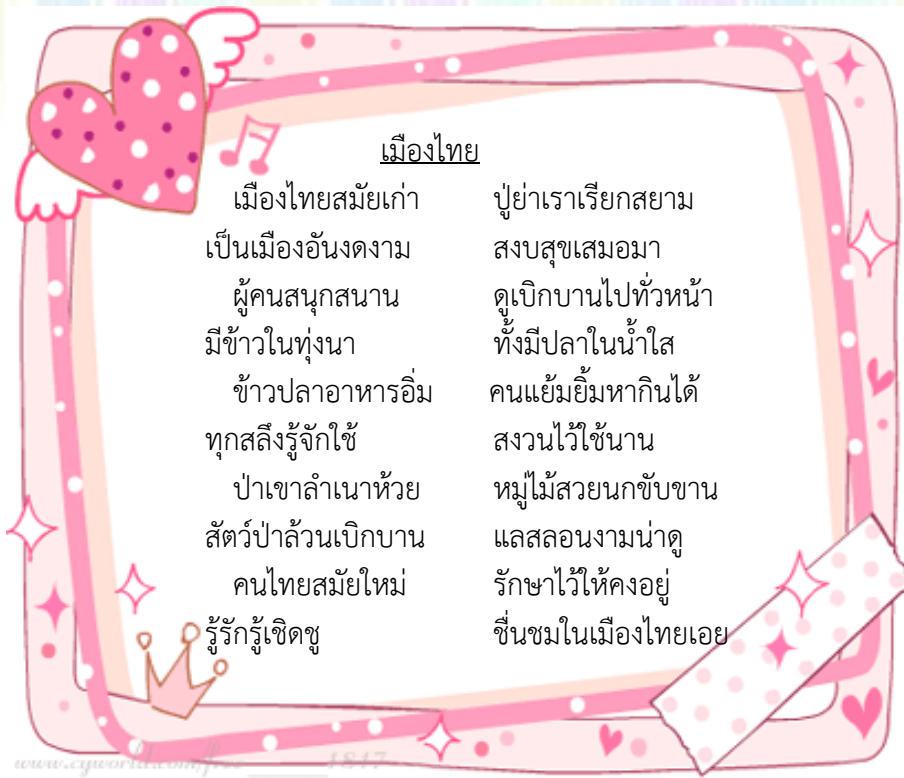 เมืองไทย
เมืองไทยสมัยเก่า ปู่ย่าเราเรียกสยาม
เป็นเมืองอันงดงาม สงบสุขเสมอมา
ผู้คนสนุกสนาน ดูเบิกบานไปทั่วหน้า
มีข้าวในทุ่งนา ทั้งมีปลาในน้ำใส
ข้าวปลาอาหารอิ่ม คนแย้มยิ้มหากินได้
ทุกสลึงรู้จักใช้ สงวนไว้ใช้นาน
ป่าเขาลำเนาห้วย หมู่ไม้สวยนกขับขาน
สัตว์ป่าล้วนเบิกบาน แลสลอนงามน่าดู
คนไทยสมัยใหม่ รักษาไว้ให้คงอยู่
รู้รักรู้เชิดชู ชื่นชมในเมืองไทยเอย
www.cyworld.com/ 1817